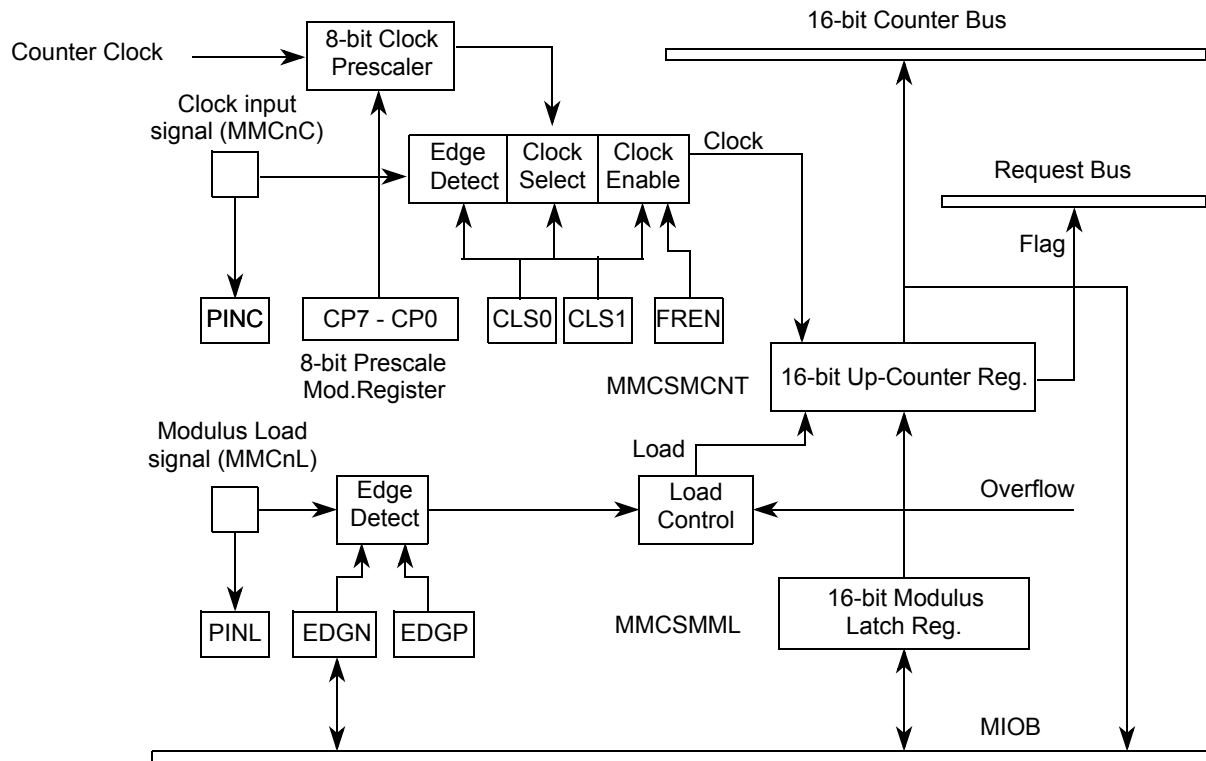 16-bit Counter Bus
Counter Clock
8-bit Clock
Prescaler
Clock input
signal (MMCnC)
Edge
Detect
Clock
Select
Clock
Enable
Clock
Request Bus
Flag
PINC
CP7 - CP0
CLS0
CLS1
FREN
8-bit Prescale
Mod.Register
MMCSMCNT
16-bit Up-Counter Reg.
Modulus Load
signal (MMCnL)
Load
Edge
Detect
Load
Control
Overflow
PINL
EDGN
EDGP
MMCSMML
16-bit Modulus
Latch Reg.
MIOB